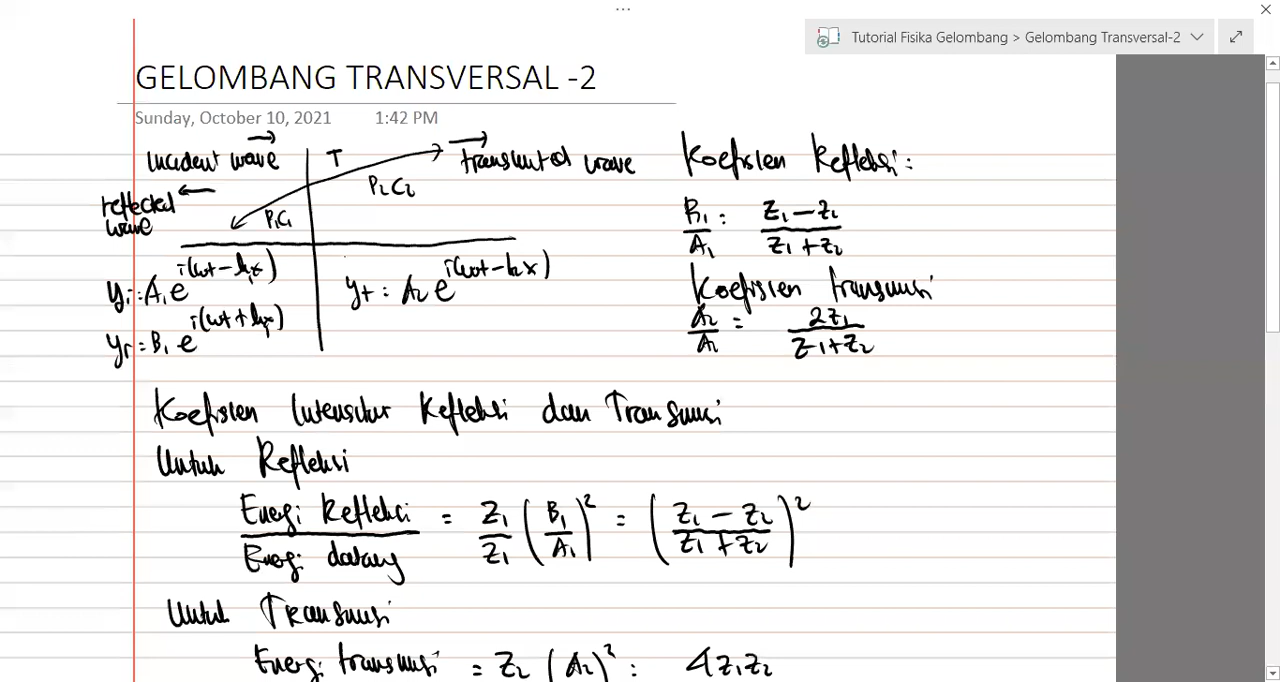 Tutorial Fisika Gelombang > Gelombang Transversal-2
GELOMBANG TRANSVERSAL -2
Sunday, October 10, 2021 1:42 PM
Incident wave
T
transmitted wave
reflected wave
ρ₁C₁
ρ₂C₂
yᵢ = A₁ e^i(ωt - k₁x)
yᵣ = B₁ e^i(ωt + k₁x)
yt = A₂ e^i(ωt - k₂x)
Koefisien Refleksi :
B₁/A₁ = (Z₁ - Z₂)/(Z₁ + Z₂)
Koefisien transmisi
A₂/A₁ = 2Z₁/(Z₁ + Z₂)
Koefisien Intensitas Refleksi dan Transmisi
Untuk Refleksi
Energi Refleksi/Energi datang = Z₁/Z₁ (B₁/A₁)² = ((Z₁ - Z₂)/(Z₁ + Z₂))²
Untuk Transmisi
Energi transmisi = Z₂ (A₂)² = 4Z₁Z₂